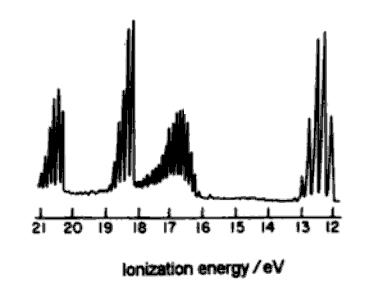 21 20 19 18 17 16 15 14 13 12
Ionization energy / eV